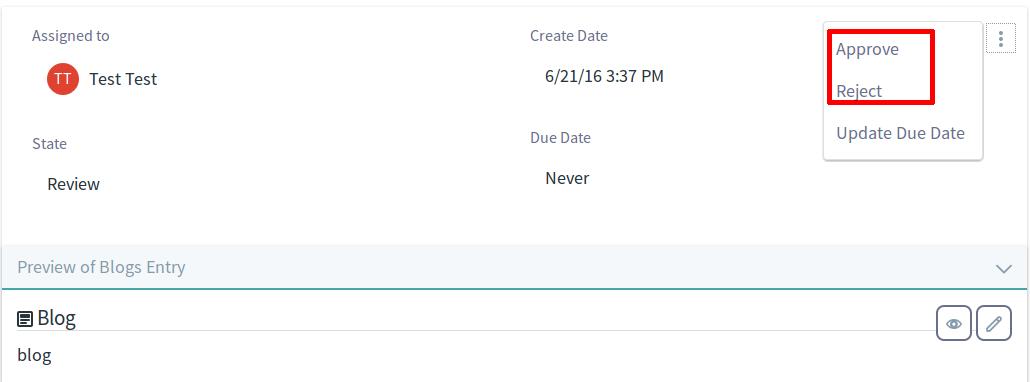 Assigned to
TT Test Test
State
Review
Create Date
6/21/16 3:37 PM
Due Date
Never
Approve
Reject
Update Due Date
Preview of Blogs Entry
Blog
blog